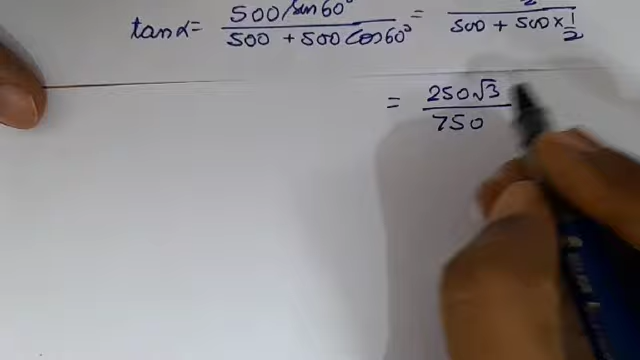 tanα = 500 sin60° / 500 + 500 cos60° = / 500 + 500 × 1/2
= 250√3 / 750